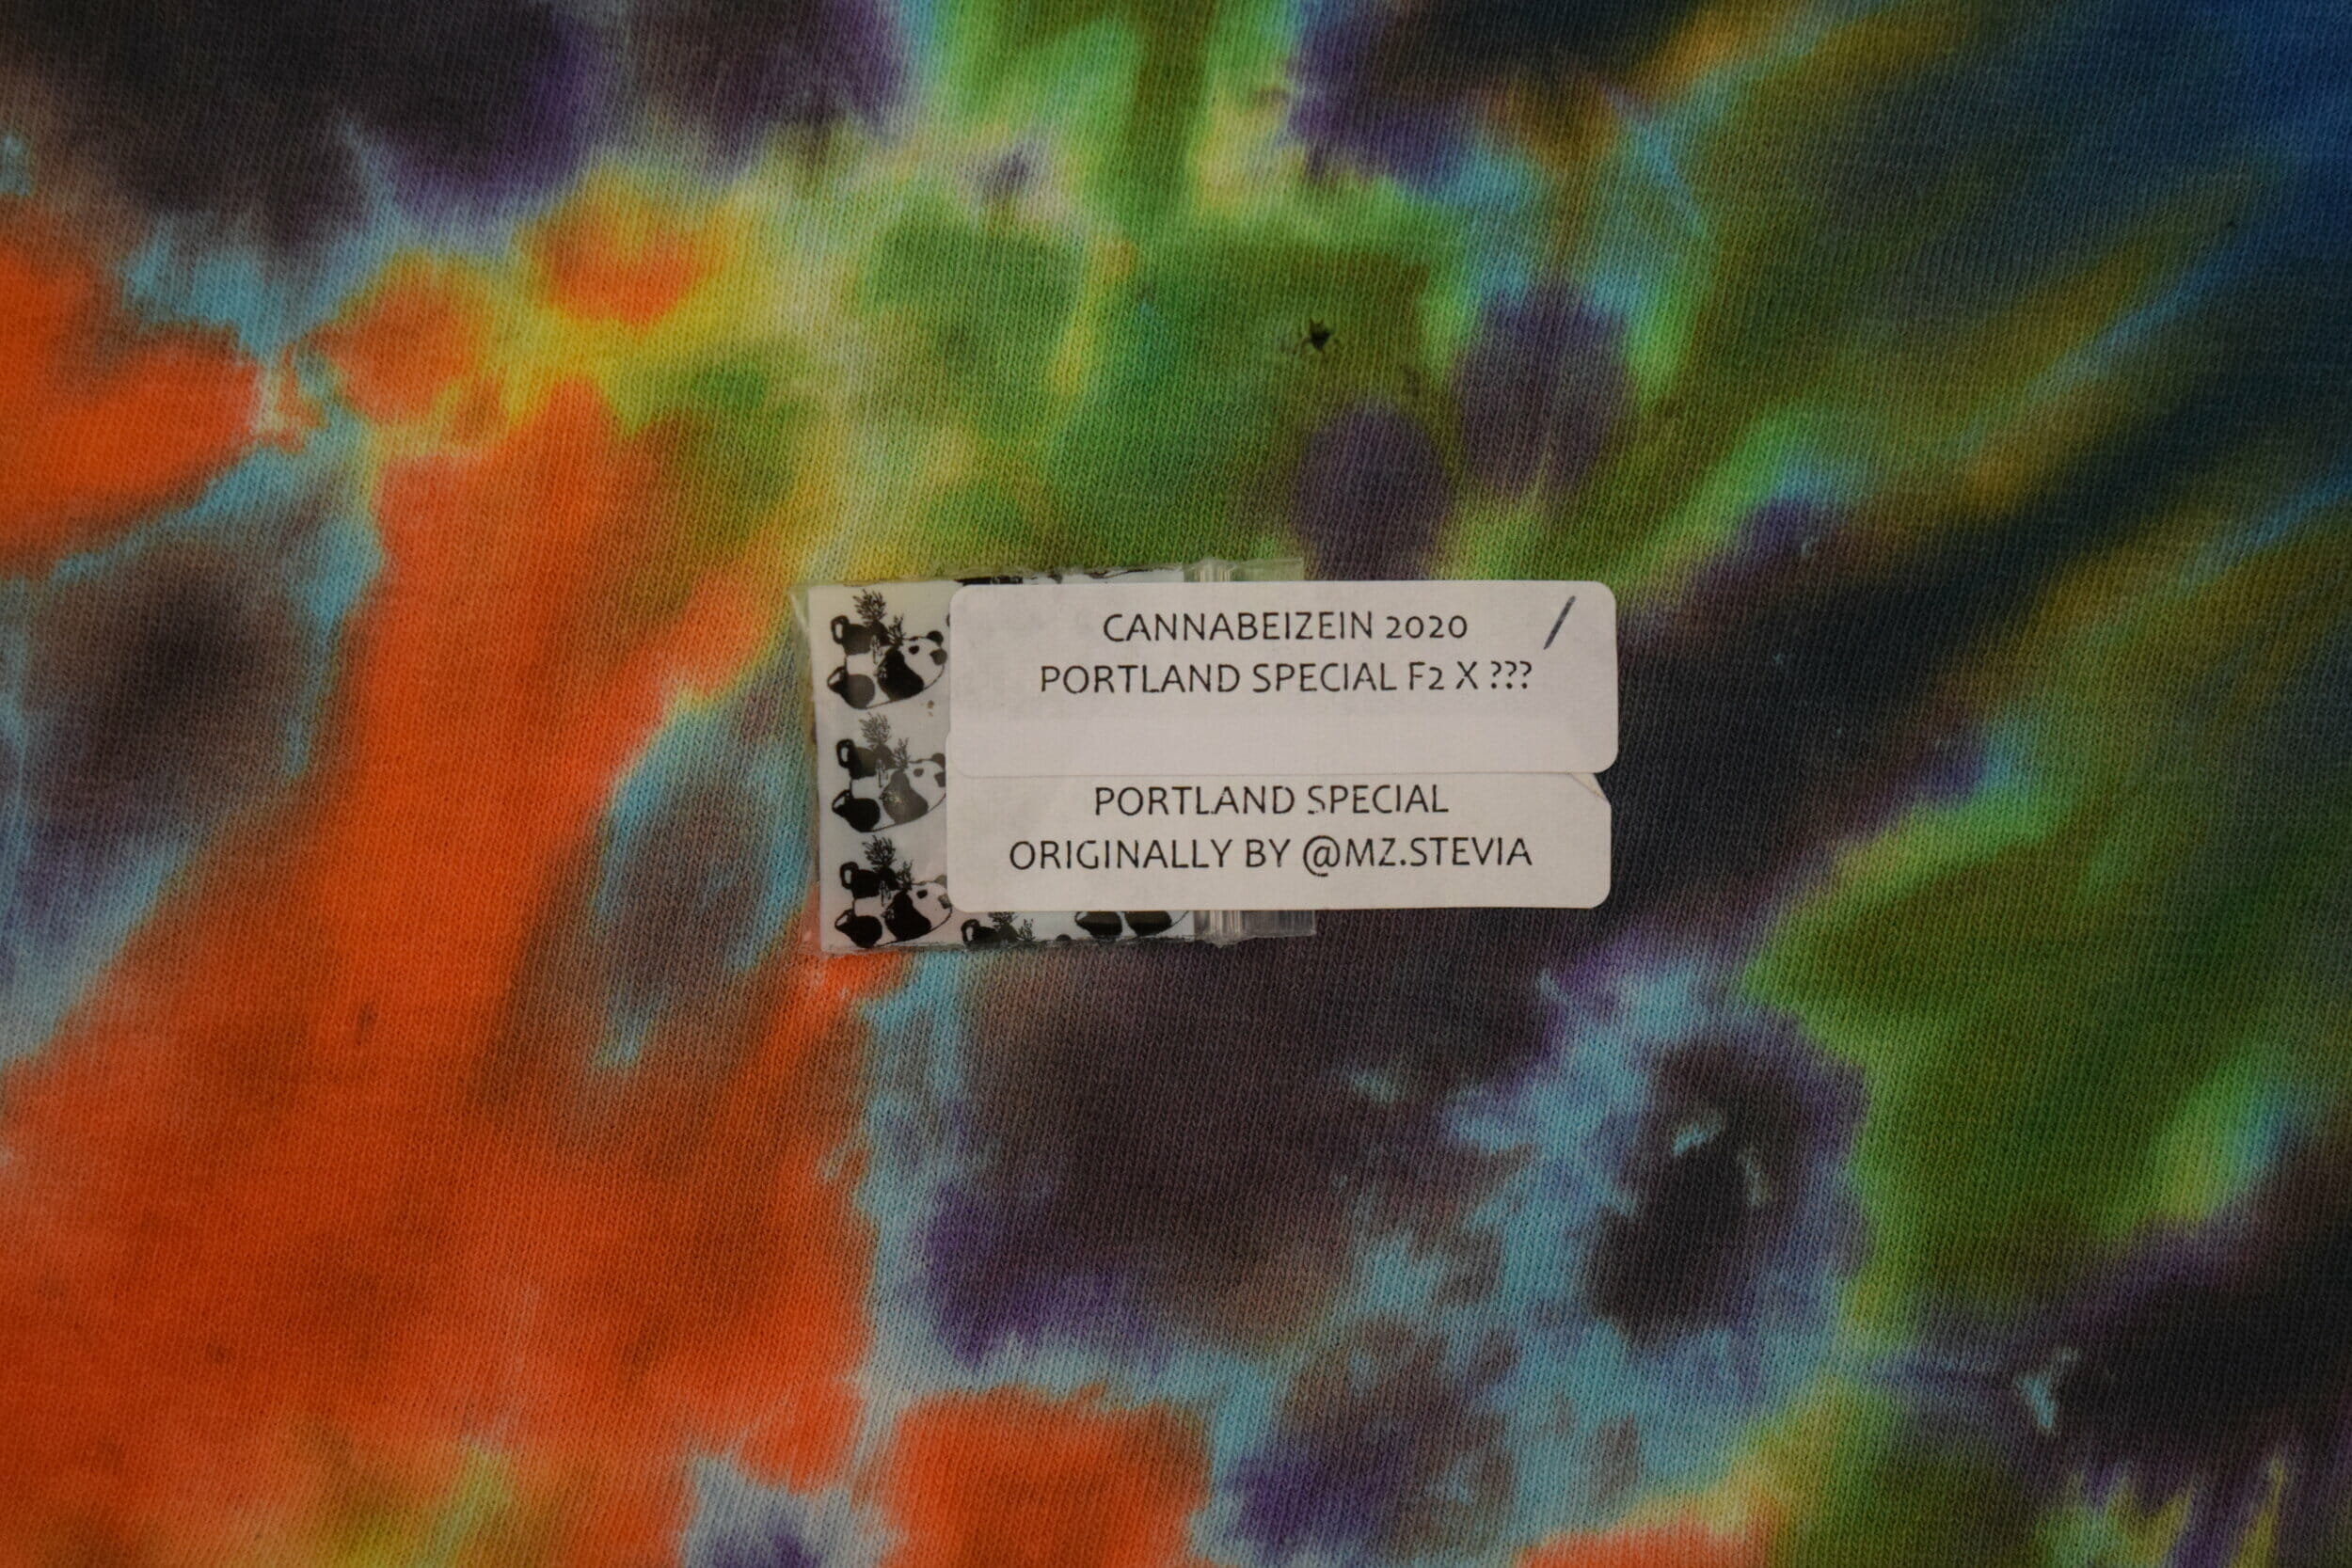 CANNABEIZEIN 2020
PORTLAND SPECIAL F2 X ???
PORTLAND SPECIAL
ORIGINALLY BY @MZ.STEVIA